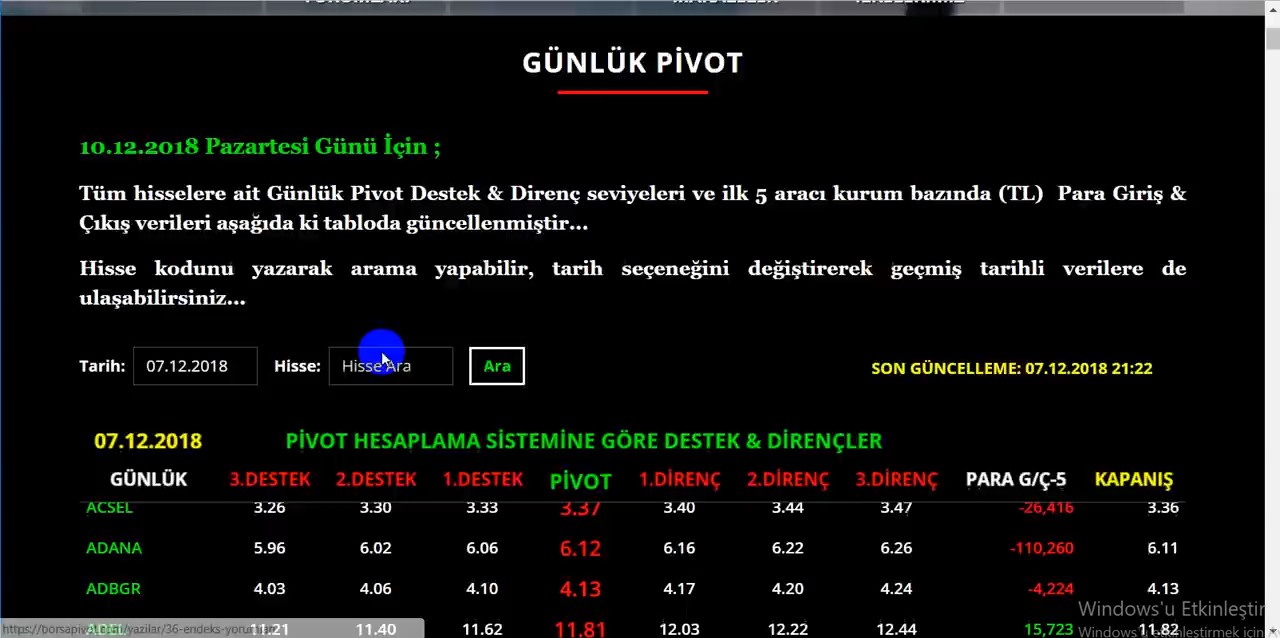 GÜNLÜK PİVOT
10.12.2018 Pazartesi Günü İçin ;
Tüm hisselere ait Günlük Pivot Destek & Direnç seviyeleri ve ilk 5 aracı kurum bazında (TL) Para Giriş &
Çıkış verileri aşağıda ki tabloda güncellenmiştir...
Hisse kodunu yazarak arama yapabilir, tarih seçeneğini değiştirerek geçmiş tarihli verilere de
ulaşabilirsiniz...
Tarih: 07.12.2018 Hisse: Hisse Ara Ara SON GÜNCELLEME: 07.12.2018 21:22
07.12.2018 PİVOT HESAPLAMA SİSTEMİNE GÖRE DESTEK & DİRENÇLER
GÜNLÜK 3.DESTEK 2.DESTEK 1.DESTEK PİVOT 1.DİRENÇ 2.DİRENÇ 3.DİRENÇ PARA G/Ç-5 KAPANIŞ
ACSEL 3.26 3.30 3.33 3.37 3.40 3.44 3.47 -26,416 3.36
ADANA 5.96 6.02 6.06 6.12 6.16 6.22 6.26 -110,260 6.11
ADBGR 4.03 4.06 4.10 4.13 4.17 4.20 4.24 -4,224 4.13
Windows'u Etkinleştir
11.21 11.40 11.62 11.81 12.03 12.22 12.44 15,723 11.82